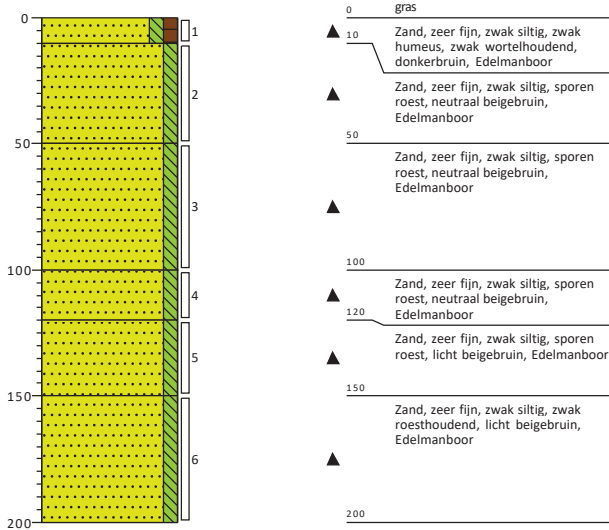 0
50
100
150
200
1
2
3
4
5
6
0
gras
Zand, zeer fijn, zwak siltig, zwak
humeus, zwak wortelhoudend,
donkerbruin, Edelmanboor
10
Zand, zeer fijn, zwak siltig, sporen
roest, neutraal beigebruin,
Edelmanboor
50
Zand, zeer fijn, zwak siltig, sporen
roest, neutraal beigebruin,
Edelmanboor
100
Zand, zeer fijn, zwak siltig, sporen
roest, neutraal beigebruin,
Edelmanboor
120
Zand, zeer fijn, zwak siltig, sporen
roest, licht beigebruin, Edelmanboor
150
Zand, zeer fijn, zwak siltig, zwak
roesthoudend, licht beigebruin,
Edelmanboor
200